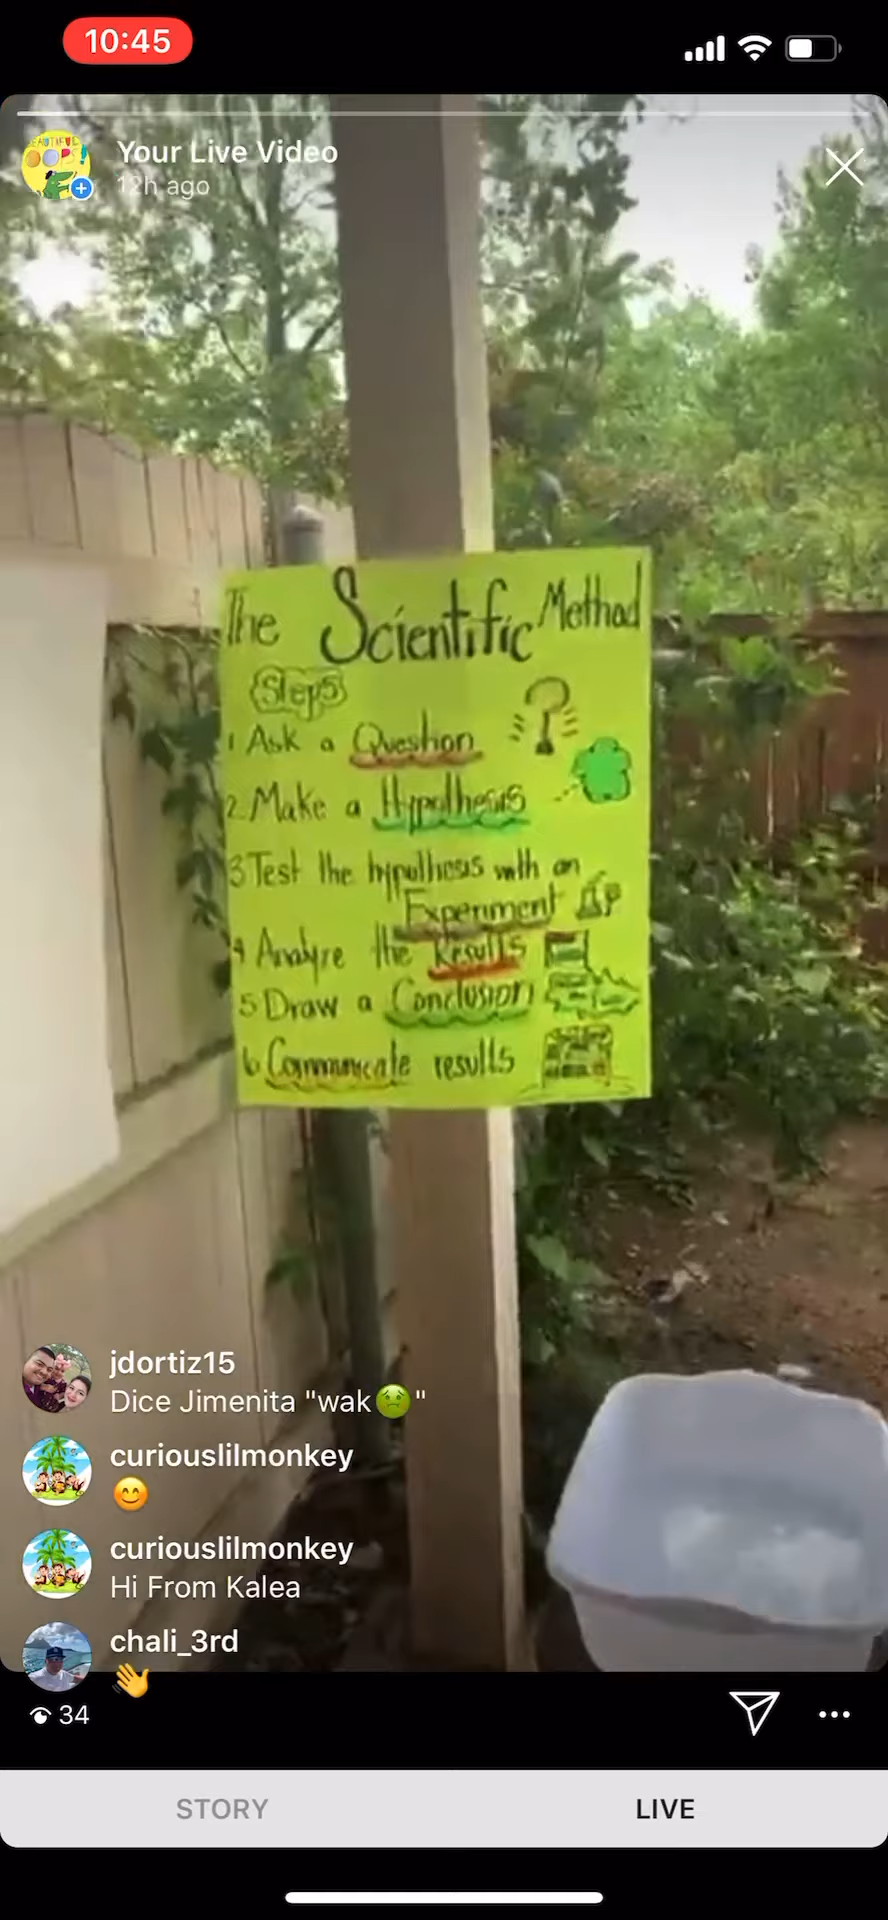 10:45
BEAUTIFUL
OOPS!
Your Live Video
12h ago
The Scientific Method
Steps
1 Ask a Question
2. Make a Hypothesis
3 Test the hypothesis with an
Experiment
4 Analyze the Results
5 Draw a Conclusion
6 Communicate results
jdortiz15
Dice Jimenita "wak🤢"
curiouslilmonkey
😊
curiouslilmonkey
Hi From Kalea
chali_3rd
👋
34
STORY
LIVE